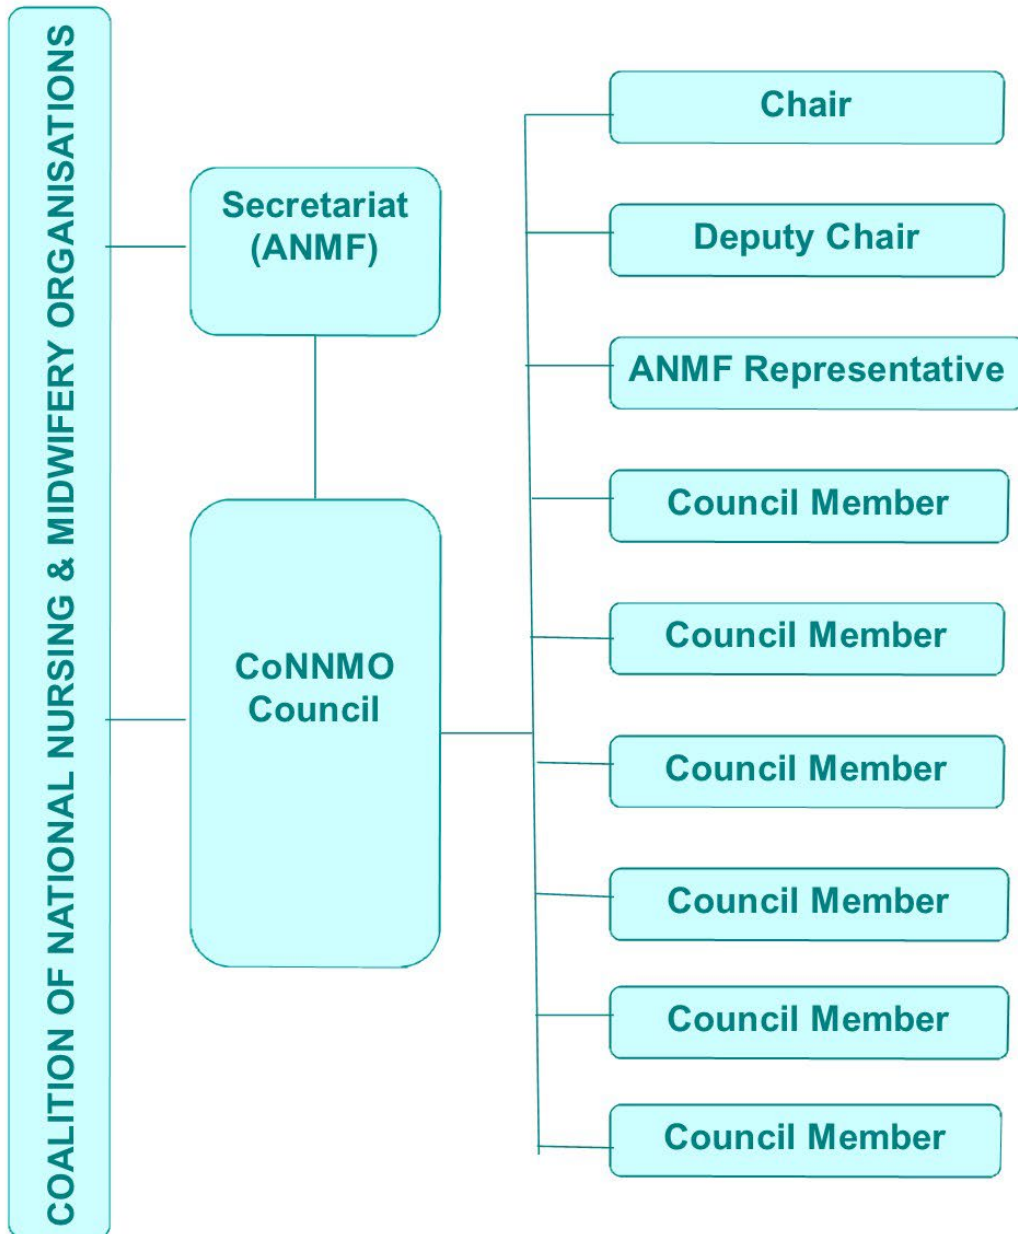 COALITION OF NATIONAL NURSING & MIDWIFERY ORGANISATIONS
Secretariat
(ANMF)
CoNNMO
Council
Chair
Deputy Chair
ANMF Representative
Council Member
Council Member
Council Member
Council Member
Council Member
Council Member